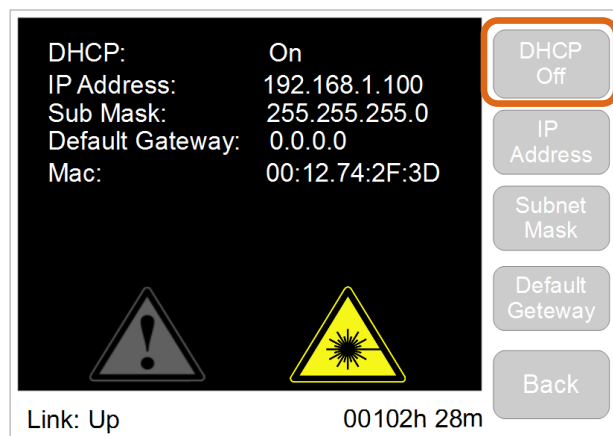 DHCP: On
IP Address: 192.168.1.100
Sub Mask: 255.255.255.0
Default Gateway: 0.0.0.0
Mac: 00:12.74:2F:3D
DHCP
Off
IP
Address
Subnet
Mask
Default
Geteway
Back
Link: Up 00102h 28m